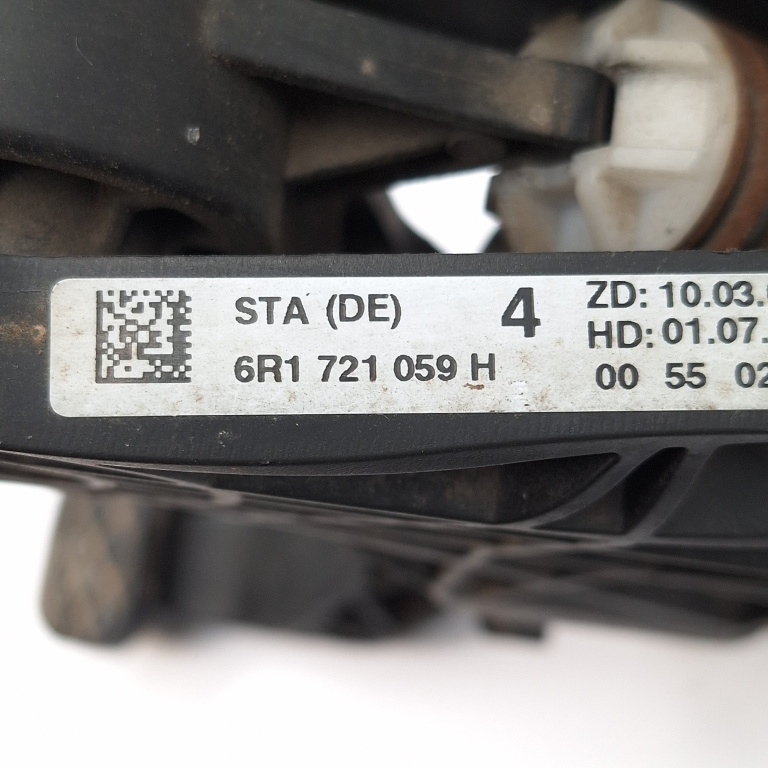 STA (DE) 4 ZD: 10.03.
6R1 721 059 H HD: 01.07.
00 55 02